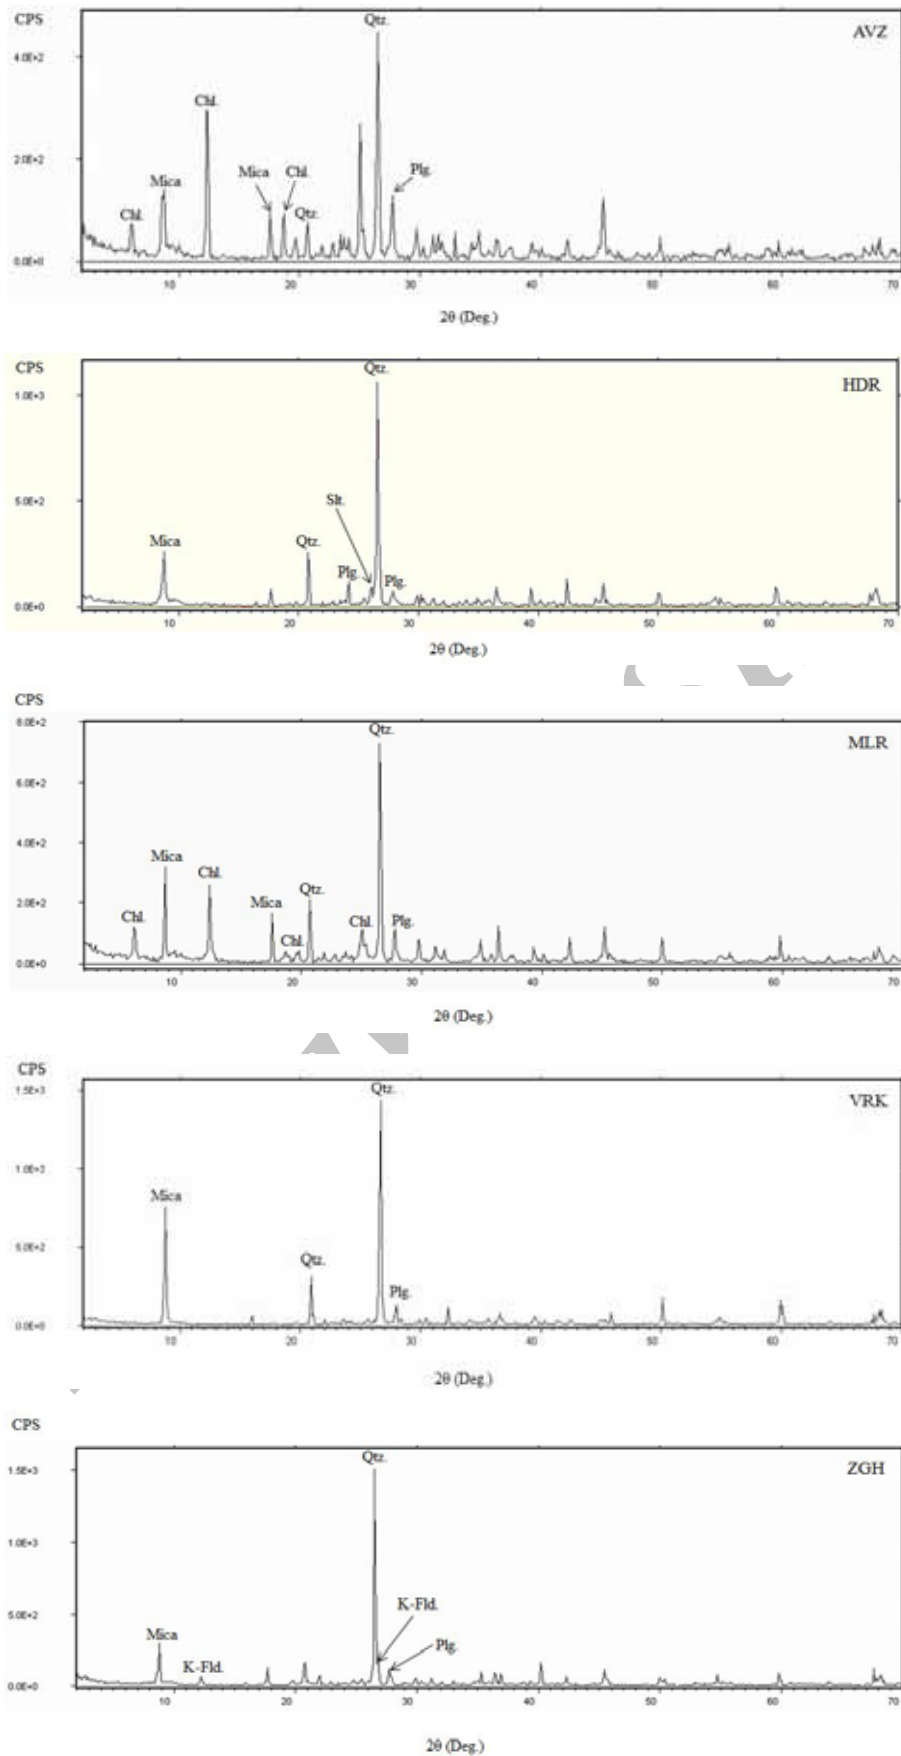 CPS
Qtz.
AVZ
4.0E+2
Chl.
2.0E+2
Mica
Mica
Chl.
Plg.
Chl.
Qtz.
0.0E+0
10 20 30 40 50 60 70
2θ (Deg.)
CPS
Qtz.
HDR
1.0E+3
5.0E+2
Slt.
Mica
Qtz.
Plg.
Plg.
0.0E+0
10 20 30 40 50 60 70
2θ (Deg.)
CPS
8.0E+2
Qtz.
MLR
6.0E+2
4.0E+2
Mica
Chl.
2.0E+2
Chl.
Mica
Qtz.
Chl.
Chl.
Plg.
0.0E+0
10 20 30 40 50 60 70
2θ (Deg.)
CPS
1.5E+3
Qtz.
VRK
1.0E+3
Mica
5.0E+2
Qtz.
Plg.
0.0E+0
10 20 30 40 50 60 70
2θ (Deg.)
CPS
Qtz.
ZGH
1.5E+3
1.0E+3
5.0E+2
K-Fld.
Mica
K-Fld.
Plg.
0.0E+0
10 20 30 40 50 60 70
2θ (Deg.)